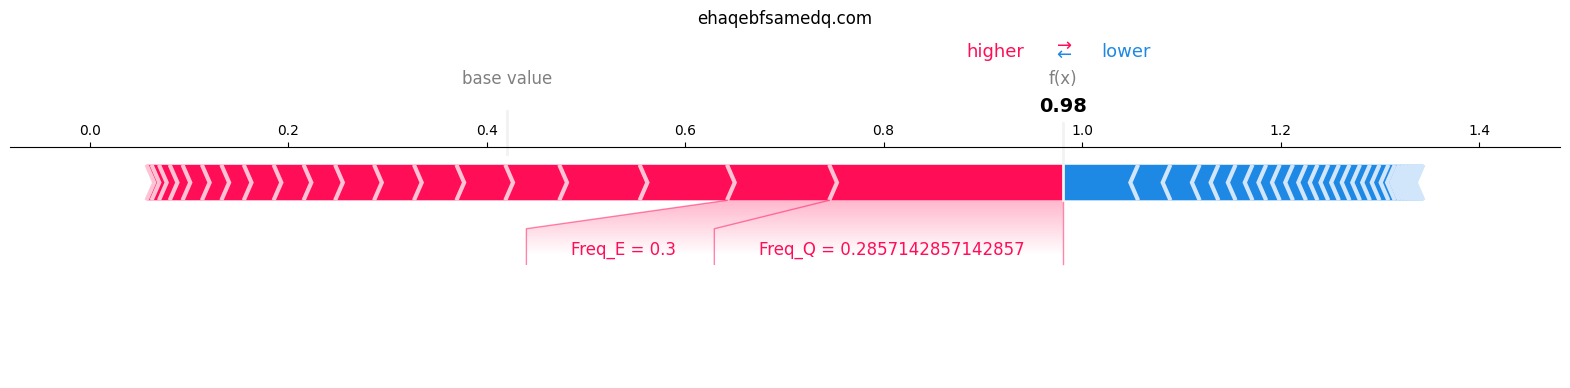 ehaqebfsamedq.com
higher ⇄ lower
base value f(x)
0.98
0.0 0.2 0.4 0.6 0.8 1.0 1.2 1.4
Freq_E = 0.3 Freq_Q = 0.2857142857142857